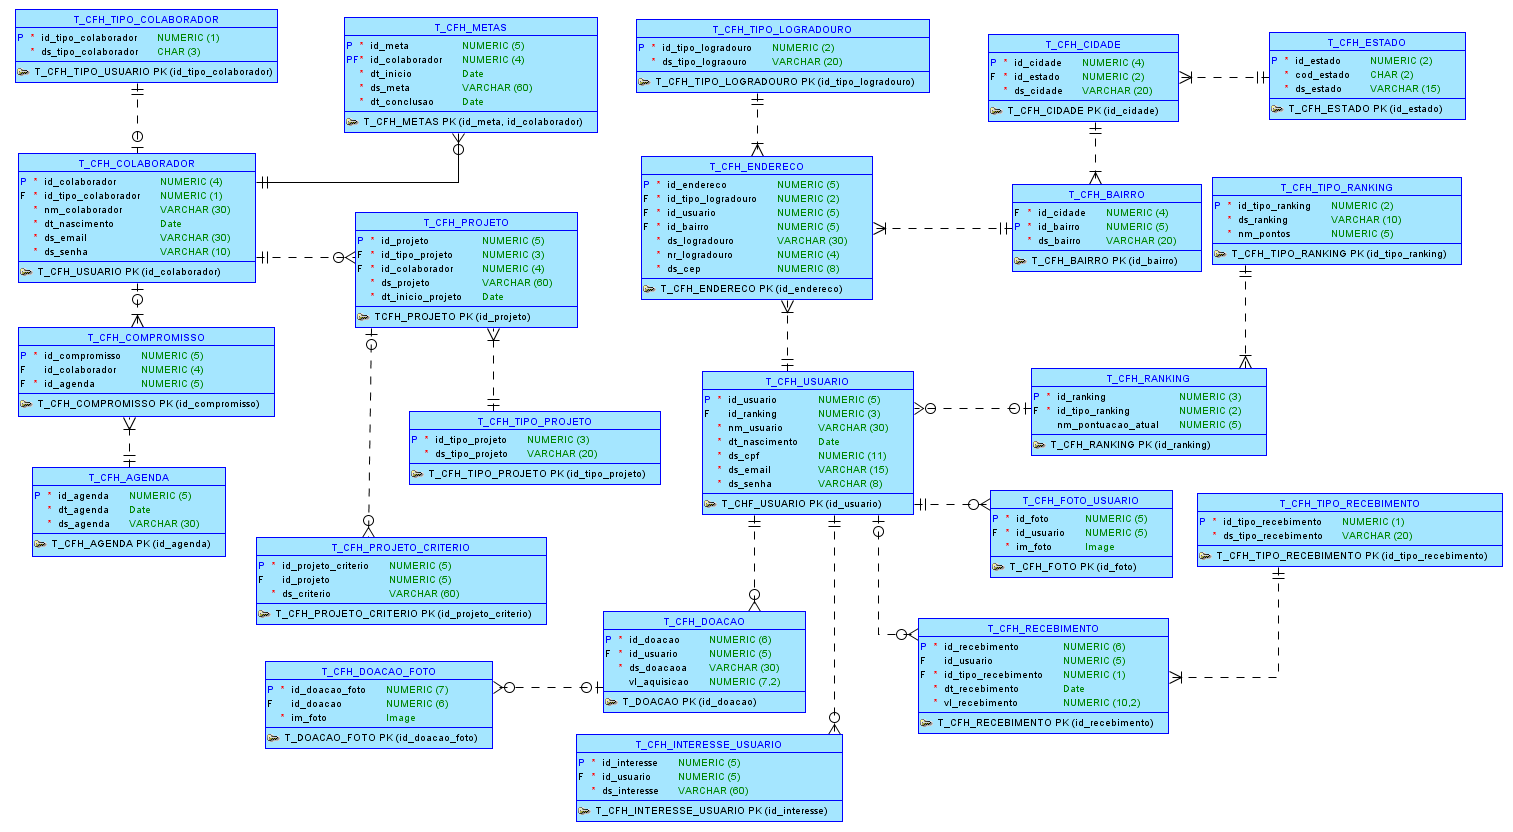 T_CFH_TIPO_COLABORADOR
P * id_tipo_colaborador NUMERIC (1)
* ds_tipo_colaborador CHAR (3)
T_CFH_TIPO_USUARIO PK (id_tipo_colaborador)
T_CFH_METAS
P * id_meta NUMERIC (5)
PF* id_colaborador NUMERIC (4)
* dt_inicio Date
* ds_meta VARCHAR (60)
* dt_conclusao Date
T_CFH_METAS PK (id_meta, id_colaborador)
T_CFH_TIPO_LOGRADOURO
P * id_tipo_logradouro NUMERIC (2)
* ds_tipo_lograouro VARCHAR (20)
T_CFH_TIPO_LOGRADOURO PK (id_tipo_logradouro)
T_CFH_CIDADE
P * id_cidade NUMERIC (4)
F * id_estado NUMERIC (2)
* ds_cidade VARCHAR (20)
T_CFH_CIDADE PK (id_cidade)
T_CFH_ESTADO
P * id_estado NUMERIC (2)
* cod_estado CHAR (2)
* ds_estado VARCHAR (15)
T_CFH_ESTADO PK (id_estado)
T_CFH_COLABORADOR
P * id_colaborador NUMERIC (4)
F * id_tipo_colaborador NUMERIC (1)
* nm_colaborador VARCHAR (30)
* dt_nascimento Date
* ds_email VARCHAR (30)
* ds_senha VARCHAR (10)
T_CFH_USUARIO PK (id_colaborador)
T_CFH_PROJETO
P * id_projeto NUMERIC (5)
F * id_tipo_projeto NUMERIC (3)
F * id_colaborador NUMERIC (4)
* ds_projeto VARCHAR (60)
* dt_inicio_projeto Date
TCFH_PROJETO PK (id_projeto)
T_CFH_ENDERECO
P * id_endereco NUMERIC (5)
F * id_tipo_logradouro NUMERIC (2)
F * id_usuario NUMERIC (5)
F * id_bairro NUMERIC (5)
* ds_logradouro VARCHAR (30)
* nr_logradouro NUMERIC (4)
* ds_cep NUMERIC (8)
T_CFH_ENDERECO PK (id_endereco)
T_CFH_BAIRRO
F * id_cidade NUMERIC (4)
P * id_bairro NUMERIC (5)
* ds_bairro VARCHAR (20)
T_CFH_BAIRRO PK (id_bairro)
T_CFH_TIPO_RANKING
P * id_tipo_ranking NUMERIC (2)
* ds_ranking VARCHAR (10)
* nm_pontos NUMERIC (5)
T_CFH_TIPO_RANKING PK (id_tipo_ranking)
T_CFH_COMPROMISSO
P * id_compromisso NUMERIC (5)
F id_colaborador NUMERIC (4)
F * id_agenda NUMERIC (5)
T_CFH_COMPROMISSO PK (id_compromisso)
T_CFH_TIPO_PROJETO
P * id_tipo_projeto NUMERIC (3)
* ds_tipo_projeto VARCHAR (20)
T_CFH_TIPO_PROJETO PK (id_tipo_projeto)
T_CFH_USUARIO
P * id_usuario NUMERIC (5)
F id_ranking NUMERIC (3)
* nm_usuario VARCHAR (30)
* dt_nascimento Date
* ds_cpf NUMERIC (11)
* ds_email VARCHAR (15)
* ds_senha VARCHAR (8)
T_CHF_USUARIO PK (id_usuario)
T_CFH_RANKING
P * id_ranking NUMERIC (3)
F * id_tipo_ranking NUMERIC (2)
nm_pontuacao_atual NUMERIC (5)
T_CFH_RANKING PK (id_ranking)
T_CFH_AGENDA
P * id_agenda NUMERIC (5)
* dt_agenda Date
* ds_agenda VARCHAR (30)
T_CFH_AGENDA PK (id_agenda)
T_CFH_FOTO_USUARIO
P * id_foto NUMERIC (5)
F * id_usuario NUMERIC (5)
* im_foto Image
T_CFH_FOTO PK (id_foto)
T_CFH_TIPO_RECEBIMENTO
P * id_tipo_recebimento NUMERIC (1)
* ds_tipo_recebimento VARCHAR (20)
T_CFH_TIPO_RECEBIMENTO PK (id_tipo_recebimento)
T_CFH_PROJETO_CRITERIO
P * id_projeto_criterio NUMERIC (5)
F id_projeto NUMERIC (5)
* ds_criterio VARCHAR (60)
T_CFH_PROJETO_CRITERIO PK (id_projeto_criterio)
T_CFH_DOACAO
P * id_doacao NUMERIC (6)
F * id_usuario NUMERIC (5)
* ds_doacaoa VARCHAR (30)
vl_aquisicao NUMERIC (7,2)
T_DOACAO PK (id_doacao)
T_CFH_RECEBIMENTO
P * id_recebimento NUMERIC (6)
F id_usuario NUMERIC (5)
F * id_tipo_recebimento NUMERIC (1)
* dt_recebimento Date
* vl_recebimento NUMERIC (10,2)
T_CFH_RECEBIMENTO PK (id_recebimento)
T_CFH_DOACAO_FOTO
P * id_doacao_foto NUMERIC (7)
F id_doacao NUMERIC (6)
* im_foto Image
T_DOACAO_FOTO PK (id_doacao_foto)
T_CFH_INTERESSE_USUARIO
P * id_interesse NUMERIC (5)
F * id_usuario NUMERIC (5)
* ds_interesse VARCHAR (60)
T_CFH_INTERESSE_USUARIO PK (id_interesse)